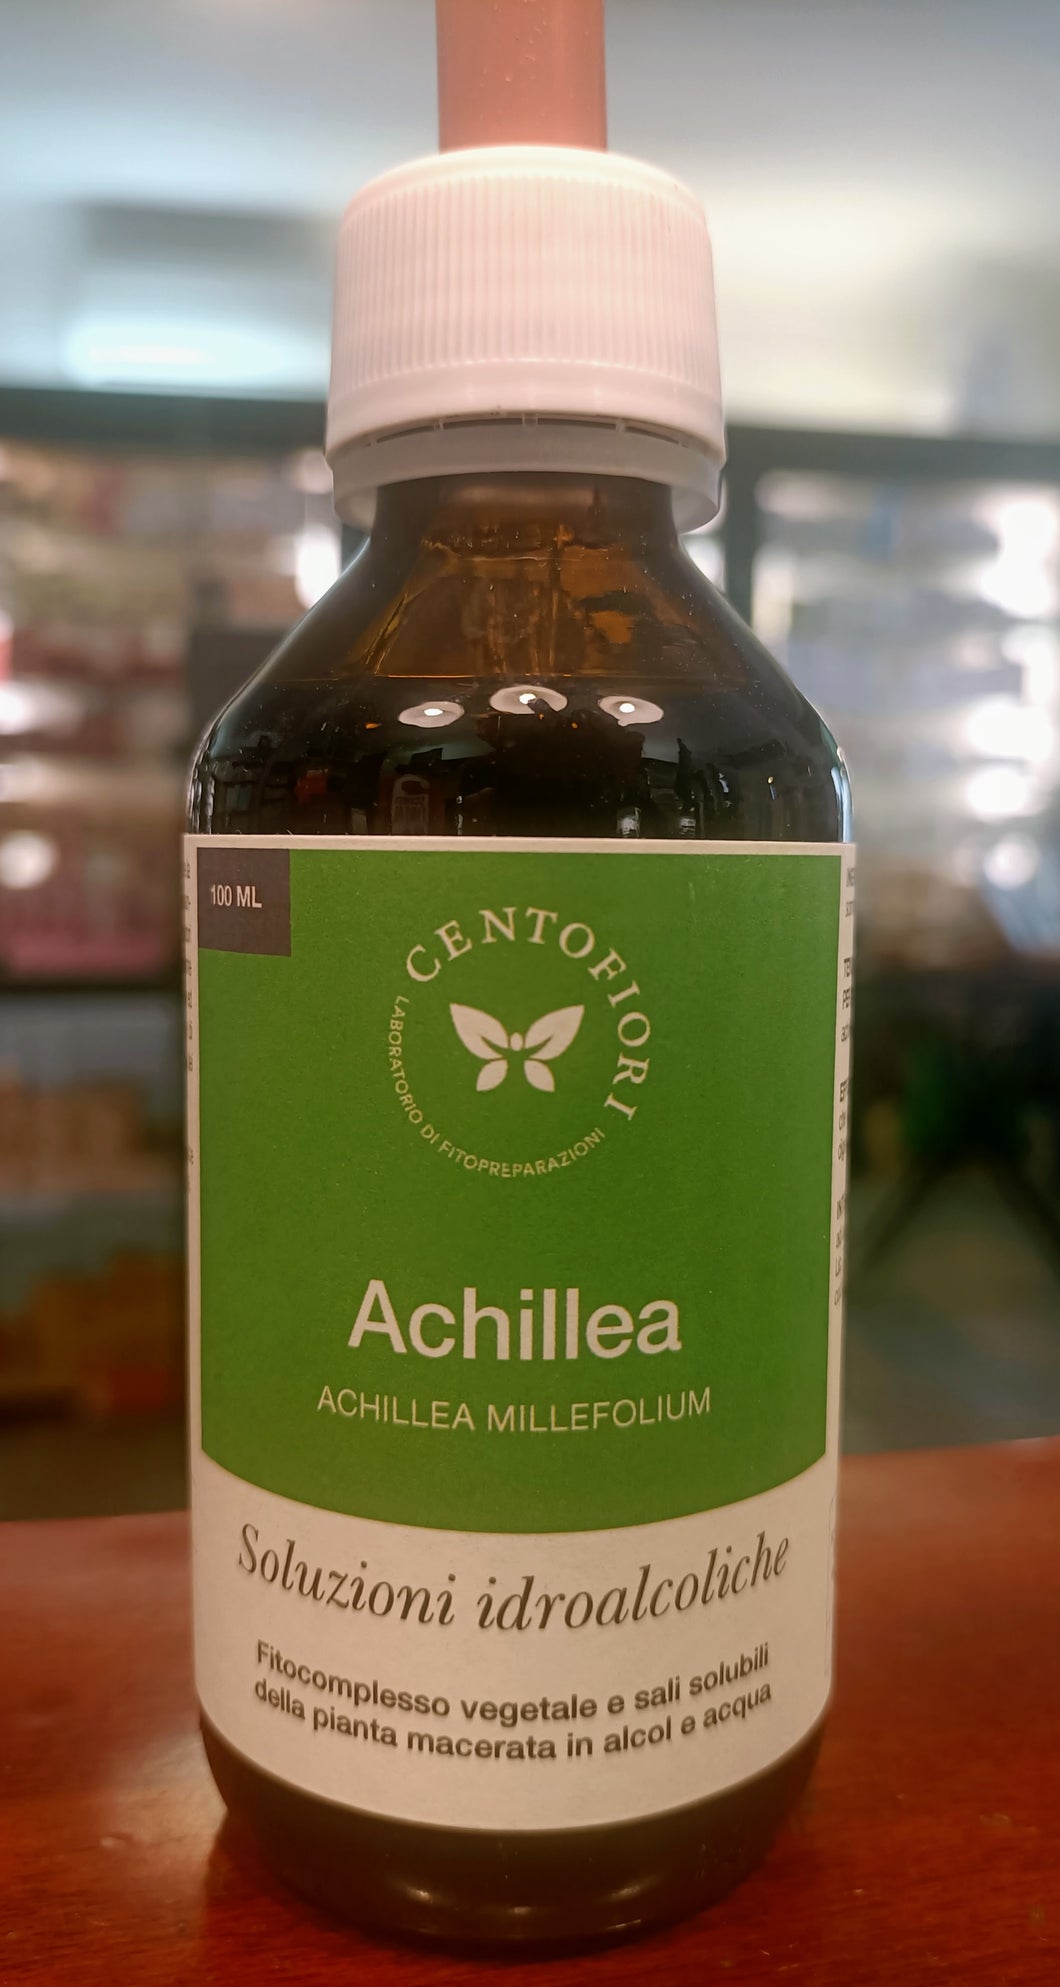 100 ML
CENTOFIORI
LABORATORIO DI FITOPREPARAZIONI
Achillea
ACHILLEA MILLEFOLIUM
Soluzioni idroalcoliche
Fitocomplesso vegetale e sali solubili
della pianta macerata in alcol e acqua